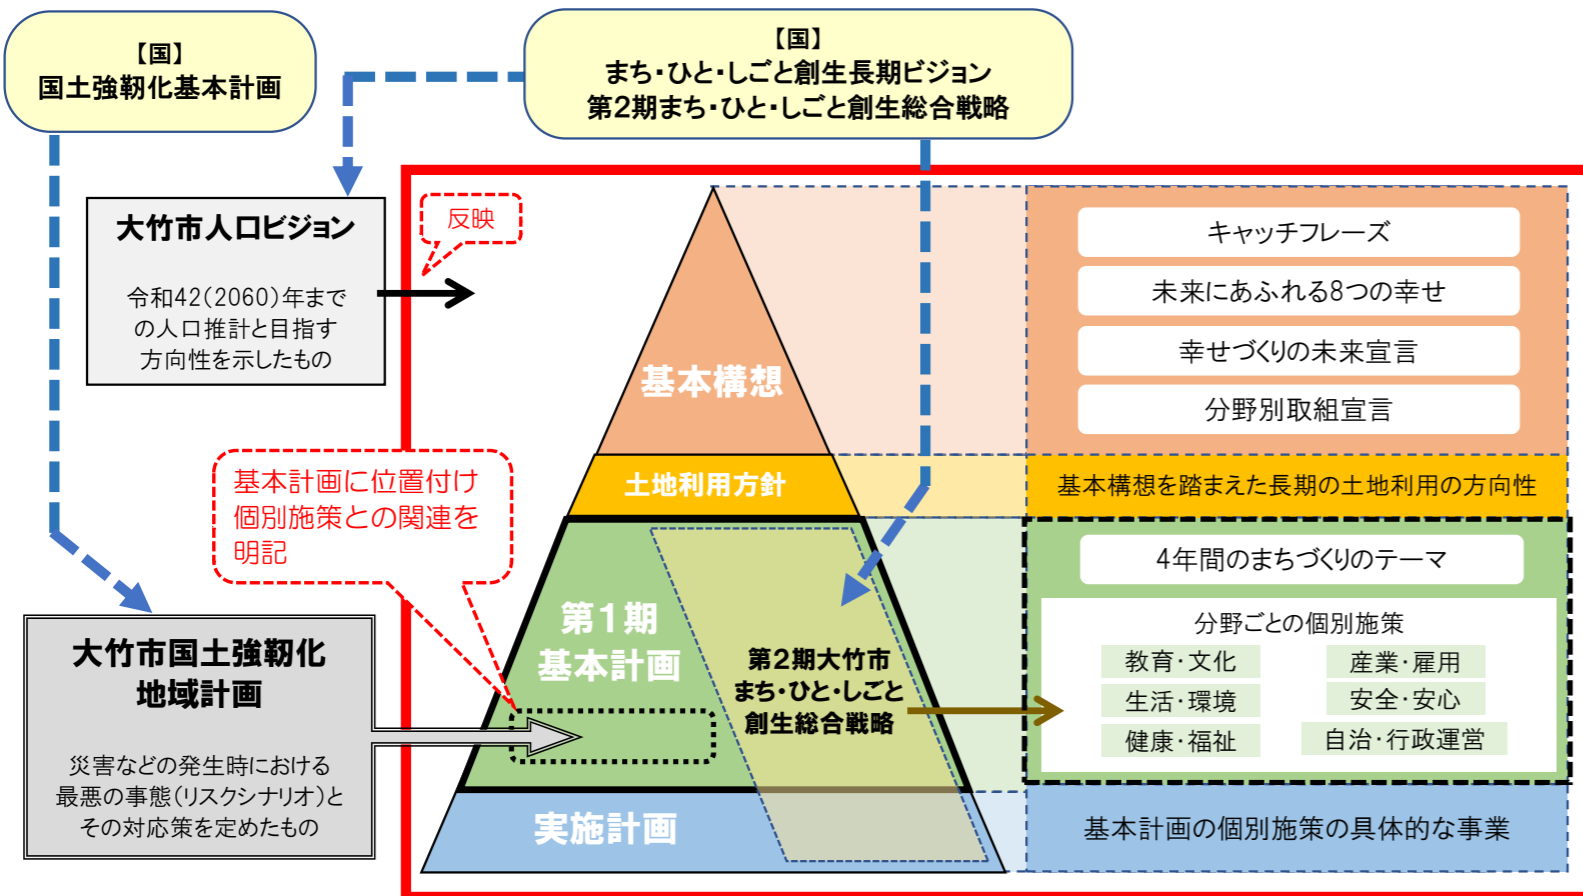 【国】
国土強靭化基本計画
【国】
まち・ひと・しごと創生長期ビジョン
第2期まち・ひと・しごと創生総合戦略
大竹市人口ビジョン
令和42(2060)年まで
の人口推計と目指す
方向性を示したもの
反映
基本計画に位置付け
個別施策との関連を
明記
大竹市国土強靭化
地域計画
災害などの発生時における
最悪の事態(リスクシナリオ)と
その対応策を定めたもの
基本構想
土地利用方針
第1期
基本計画
第2期大竹市
まち・ひと・しごと
創生総合戦略
実施計画
キャッチフレーズ
未来にあふれる8つの幸せ
幸せづくりの未来宣言
分野別取組宣言
基本構想を踏まえた長期の土地利用の方向性
4年間のまちづくりのテーマ
分野ごとの個別施策
教育・文化
産業・雇用
生活・環境
安全・安心
健康・福祉
自治・行政運営
基本計画の個別施策の具体的な事業